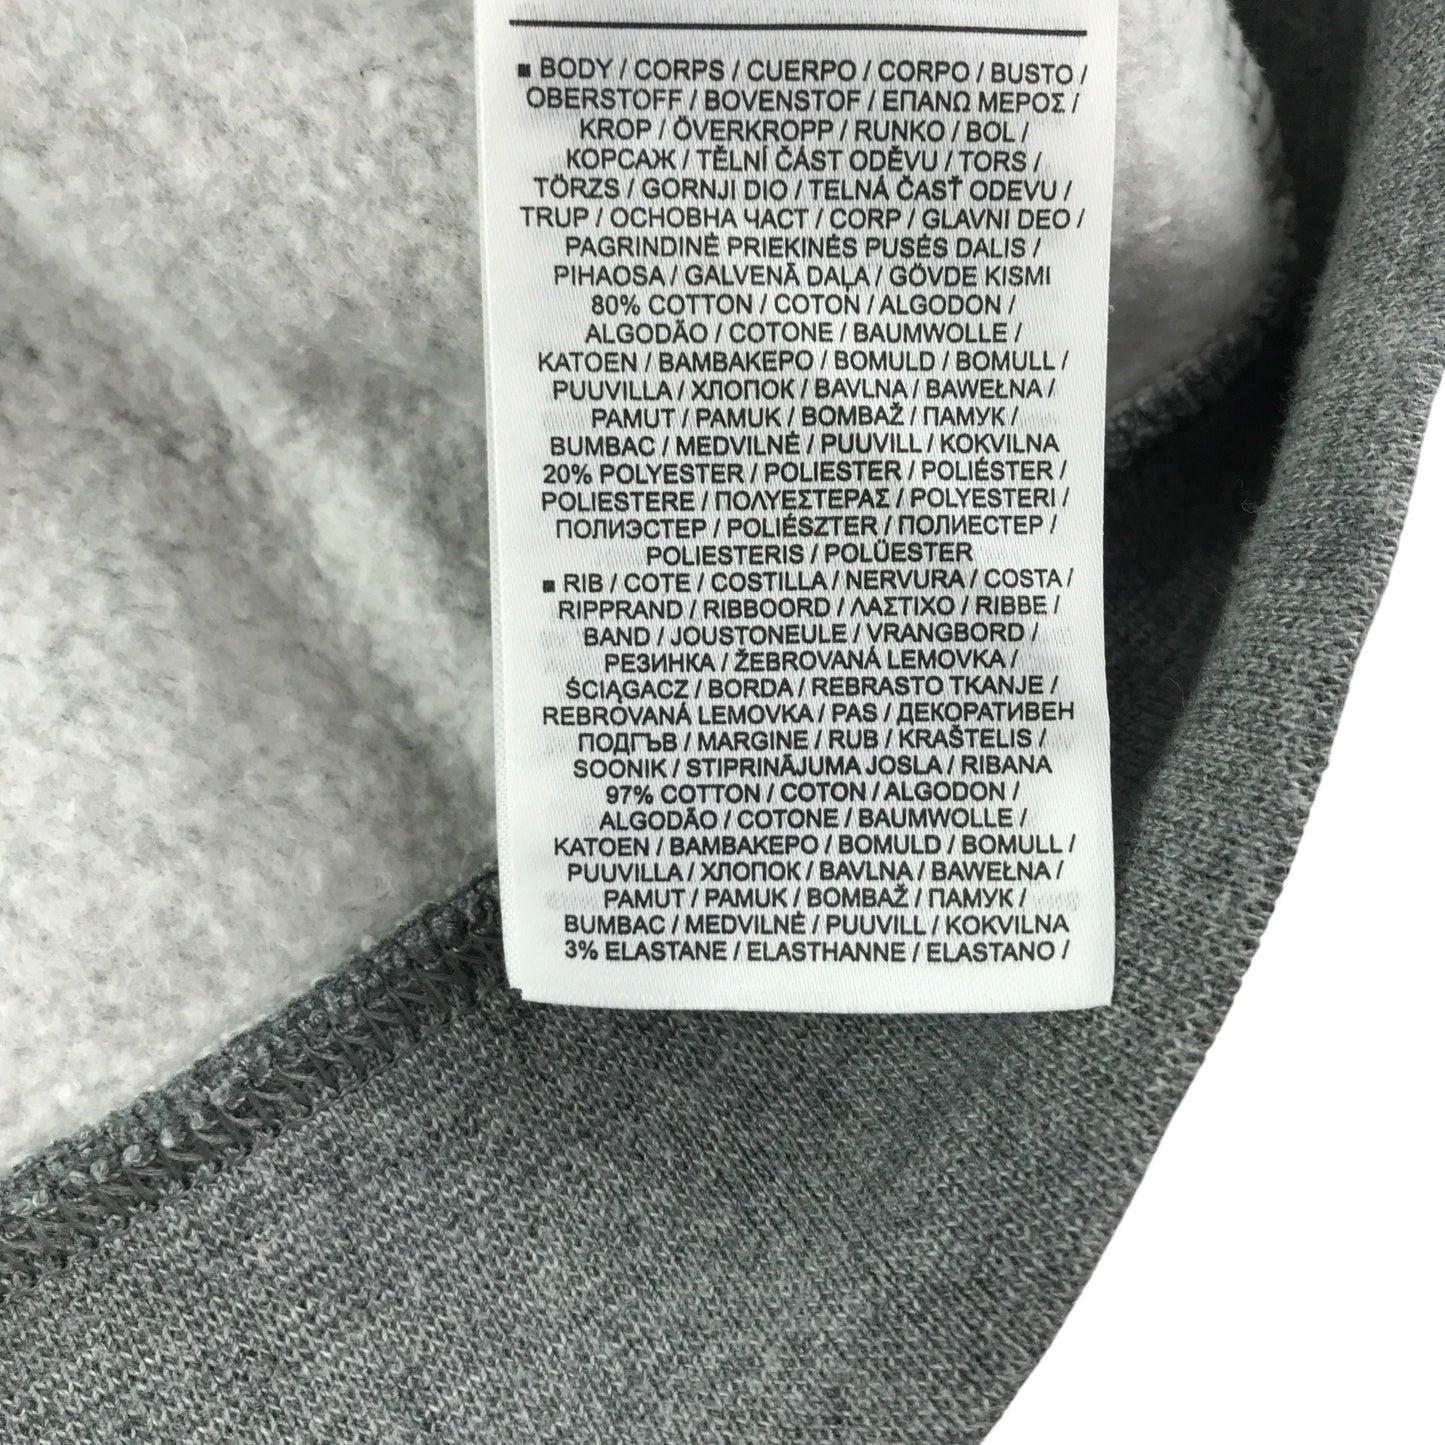 ▪ BODY / CORPS / CUERPO / CORPO / BUSTO /
OBERSTOFF / BOVENSTOF / ΕΠΑΝΩ ΜΕΡΟΣ /
KROP / ÖVERKROPP / RUNKO / BOL /
КОРСАЖ / TĚLNÍ ČÁST ODĚVU / TORS /
TÖRZS / GORNJI DIO / TELNÁ ČASŤ ODEVU /
TRUP / ОСНОВНА ЧАСТ / CORP / GLAVNI DEO /
PAGRINDINĖ PRIEKINĖS PUSĖS DALIS /
PIHAOSA / GALVENĀ DAĻA / GÖVDE KISMI
80% COTTON / COTON / ALGODON /
ALGODÃO / COTONE / BAUMWOLLE /
KATOEN / ΒΑΜΒΑΚΕΡΟ / BOMULD / BOMULL /
PUUVILLA / ХЛОПОК / BAVLNA / BAWEŁNA /
PAMUT / PAMUK / BOMBAŽ / ПАМУК /
BUMBAC / MEDVILNĖ / PUUVILL / KOKVILNA
20% POLYESTER / POLIESTER / POLIÉSTER /
POLIESTERE / ΠΟΛΥΕΣΤΕΡΑΣ / POLYESTERI /
ПОЛИЭСТЕР / POLIÉSZTER / ПОЛИЕСТЕР /
POLIESTERIS / POLÜESTER
▪ RIB / COTE / COSTILLA / NERVURA / COSTA /
RIPPRAND / RIBBOORD / ΛΑΣΤΙΧΟ / RIBBE /
BAND / JOUSTONEULE / VRANGBORD /
РЕЗИНКА / ŽEBROVANÁ LEMOVKA /
ŚCIĄGACZ / BORDA / REBRASTO TKANJE /
REBROVANÁ LEMOVKA / PAS / ДЕКОРАТИВЕН
ПОДГЪВ / MARGINE / RUB / KRAŠTELIS /
SOONIK / STIPRINĀJUMA JOSLA / RIBANA
97% COTTON / COTON / ALGODON /
ALGODÃO / COTONE / BAUMWOLLE /
KATOEN / ΒΑΜΒΑΚΕΡΟ / BOMULD / BOMULL /
PUUVILLA / ХЛОПОК / BAVLNA / BAWEŁNA /
PAMUT / PAMUK / BOMBAŽ / ПАМУК /
BUMBAC / MEDVILNĖ / PUUVILL / KOKVILNA
3% ELASTANE / ELASTHANNE / ELASTANO /